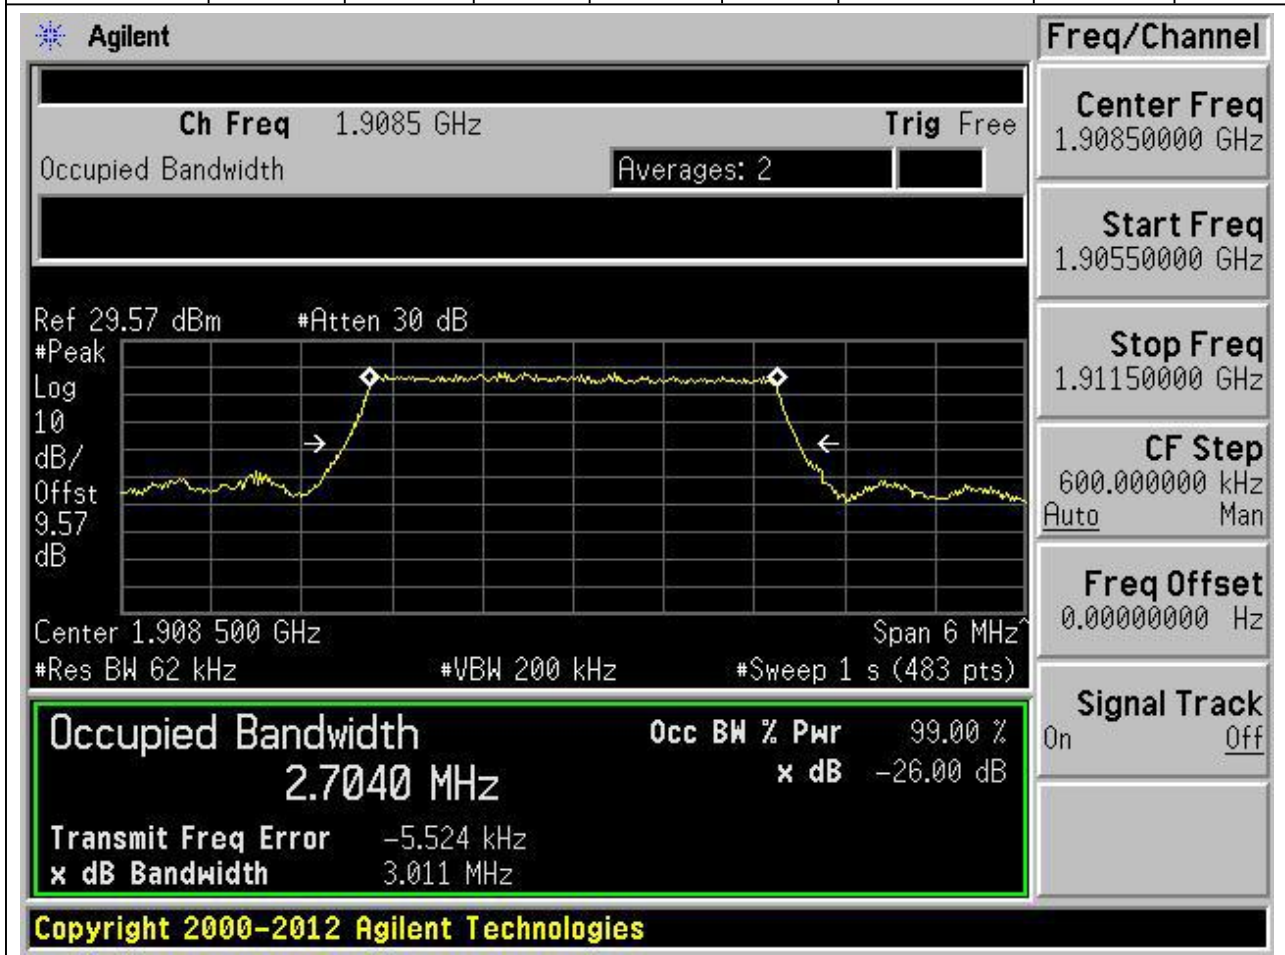 Agilent
Freq/Channel
Ch Freq 1.9085 GHz Trig Free
Occupied Bandwidth Averages: 2
Center Freq
1.90850000 GHz
Start Freq
1.90550000 GHz
Stop Freq
1.91150000 GHz
CF Step
600.000000 kHz
Auto Man
Freq Offset
0.00000000 Hz
Signal Track
On Off
Ref 29.57 dBm #Atten 30 dB
#Peak
Log
10
dB/
Offst
9.57
dB
Center 1.908 500 GHz Span 6 MHz^
#Res BW 62 kHz #VBW 200 kHz #Sweep 1 s (483 pts)
Occupied Bandwidth Occ BW % Pwr 99.00 %
2.7040 MHz x dB -26.00 dB
Transmit Freq Error -5.524 kHz
x dB Bandwidth 3.011 MHz
Copyright 2000-2012 Agilent Technologies